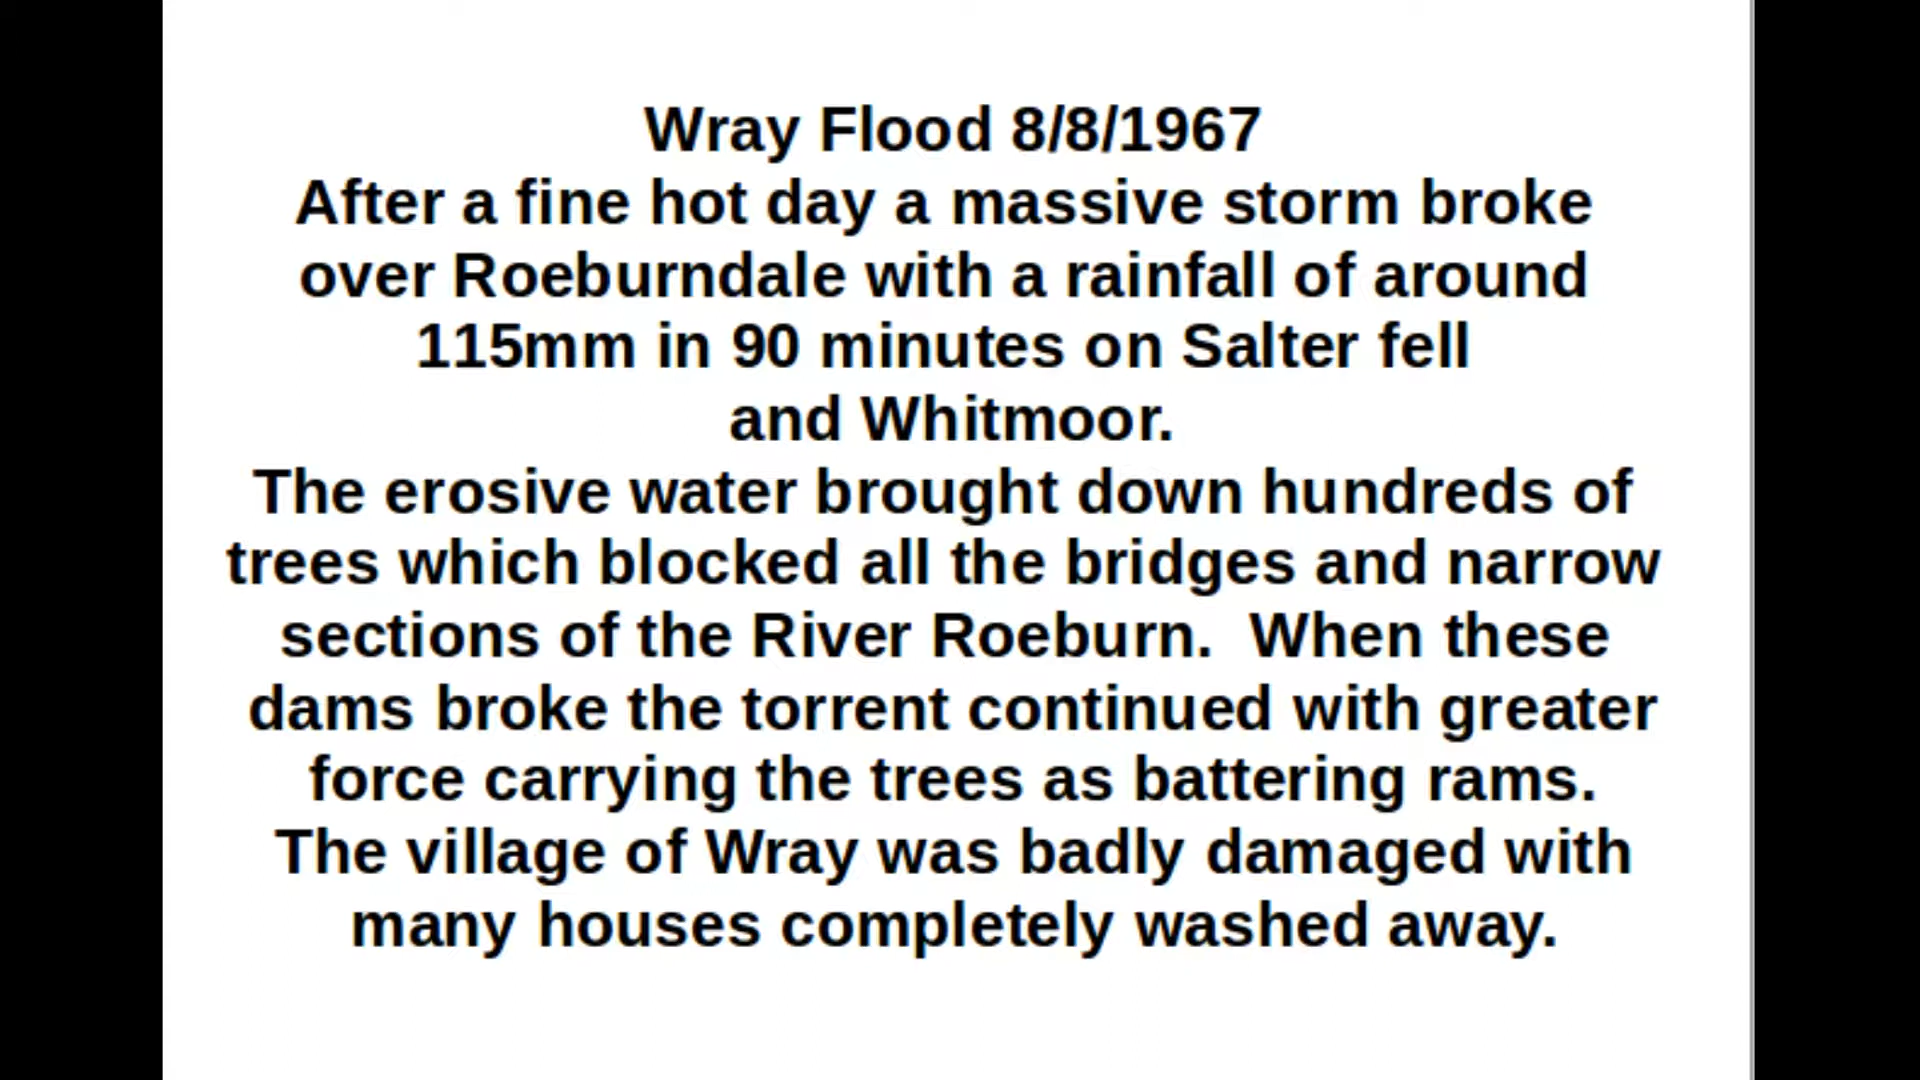 Wray Flood 8/8/1967
After a fine hot day a massive storm broke
over Roeburndale with a rainfall of around
115mm in 90 minutes on Salter fell
and Whitmoor.
The erosive water brought down hundreds of
trees which blocked all the bridges and narrow
sections of the River Roeburn.  When these
dams broke the torrent continued with greater
force carrying the trees as battering rams.
The village of Wray was badly damaged with
many houses completely washed away.